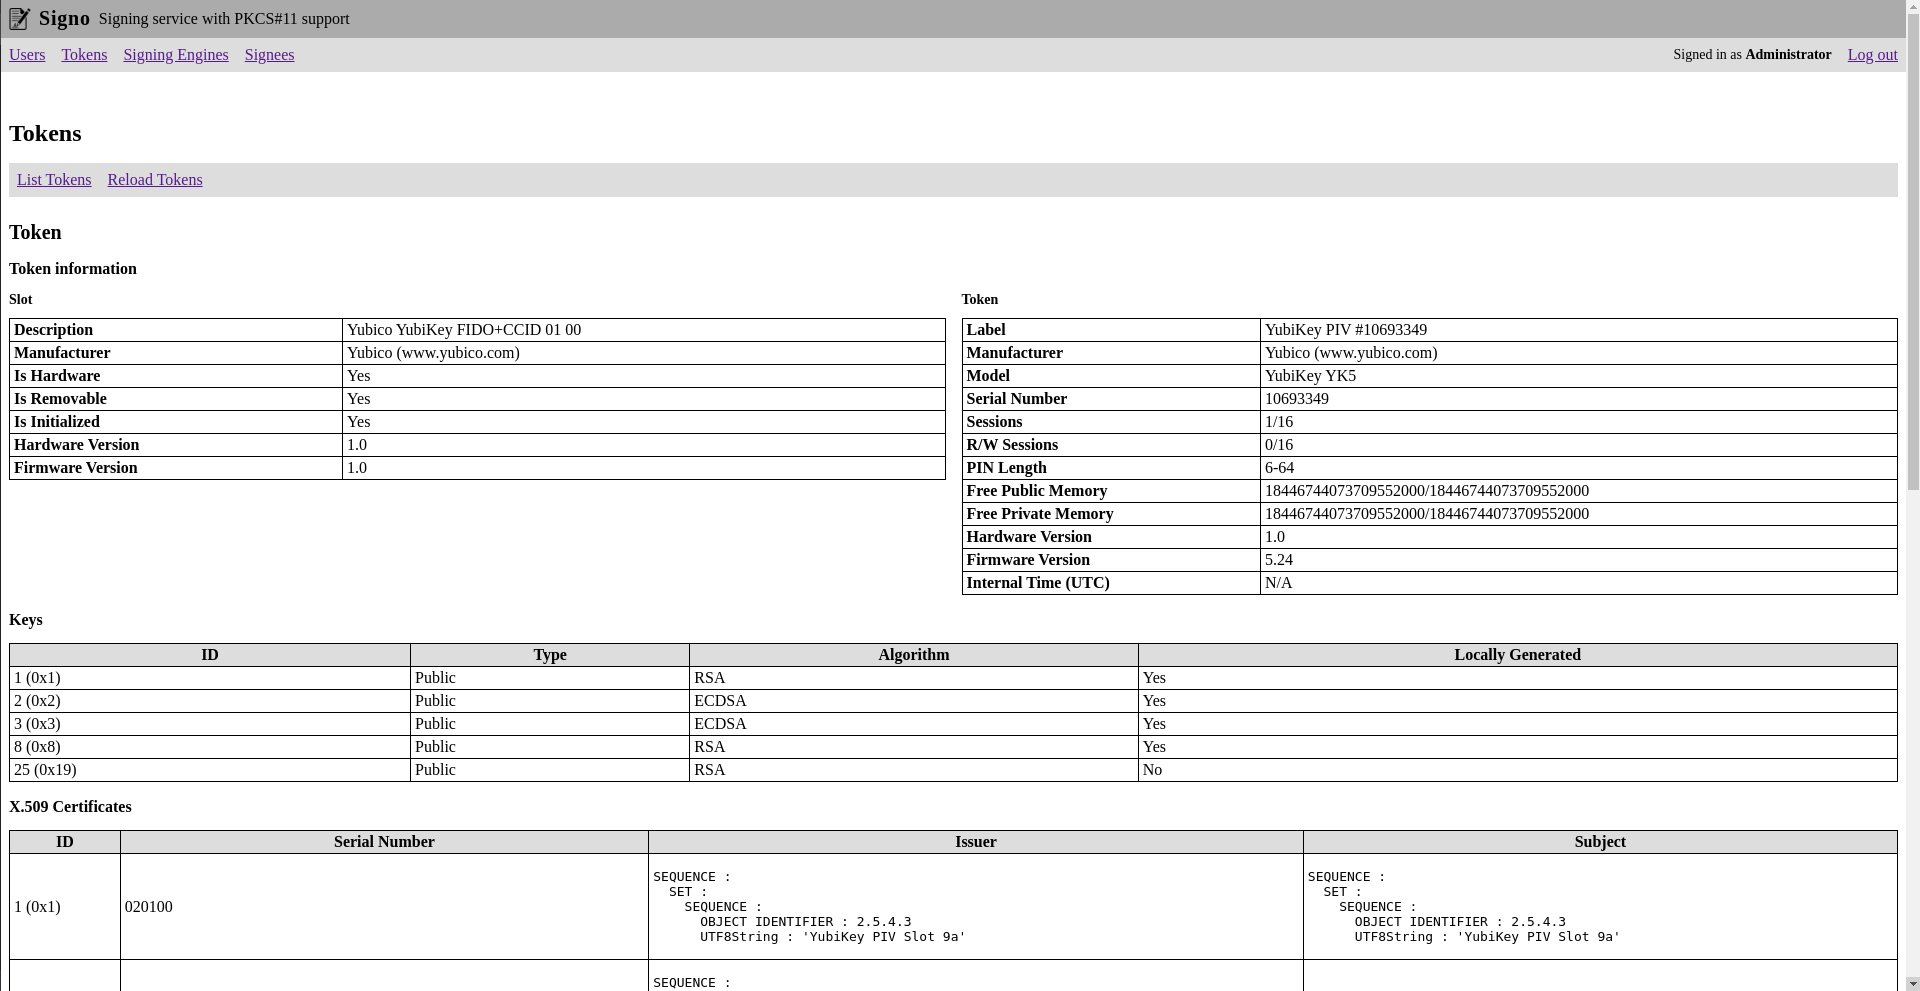 Signo Signing service with PKCS#11 support
Users Tokens Signing Engines Signees Signed in as Administrator Log out
Tokens
List Tokens Reload Tokens
Token
Token information
Slot
Description Yubico YubiKey FIDO+CCID 01 00
Manufacturer Yubico (www.yubico.com)
Is Hardware Yes
Is Removable Yes
Is Initialized Yes
Hardware Version 1.0
Firmware Version 1.0
Token
Label YubiKey PIV #10693349
Manufacturer Yubico (www.yubico.com)
Model YubiKey YK5
Serial Number 10693349
Sessions 1/16
R/W Sessions 0/16
PIN Length 6-64
Free Public Memory 18446744073709552000/18446744073709552000
Free Private Memory 18446744073709552000/18446744073709552000
Hardware Version 1.0
Firmware Version 5.24
Internal Time (UTC) N/A
Keys
ID Type Algorithm Locally Generated
1 (0x1) Public RSA Yes
2 (0x2) Public ECDSA Yes
3 (0x3) Public ECDSA Yes
8 (0x8) Public RSA Yes
25 (0x19) Public RSA No
X.509 Certificates
ID Serial Number Issuer Subject
1 (0x1) 020100
SEQUENCE :
SET :
SEQUENCE :
OBJECT IDENTIFIER : 2.5.4.3
UTF8String : 'YubiKey PIV Slot 9a'
SEQUENCE :
SET :
SEQUENCE :
OBJECT IDENTIFIER : 2.5.4.3
UTF8String : 'YubiKey PIV Slot 9a'
SEQUENCE :